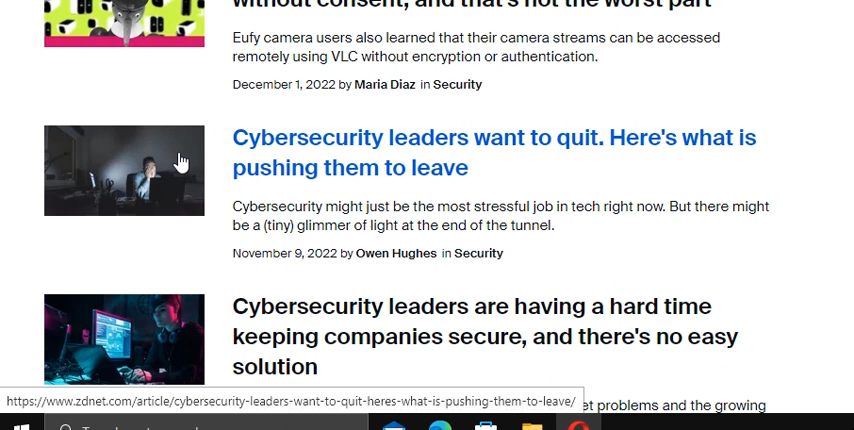 without consent, and that's not the worst part
Eufy camera users also learned that their camera streams can be accessed
remotely using VLC without encryption or authentication.
December 1, 2022 by Maria Diaz in Security
Cybersecurity leaders want to quit. Here's what is
pushing them to leave
Cybersecurity might just be the most stressful job in tech right now. But there might
be a (tiny) glimmer of light at the end of the tunnel.
November 9, 2022 by Owen Hughes in Security
Cybersecurity leaders are having a hard time
keeping companies secure, and there's no easy
solution
https://www.zdnet.com/article/cybersecurity-leaders-want-to-quit-heres-what-is-pushing-them-to-leave/
problems and the growing